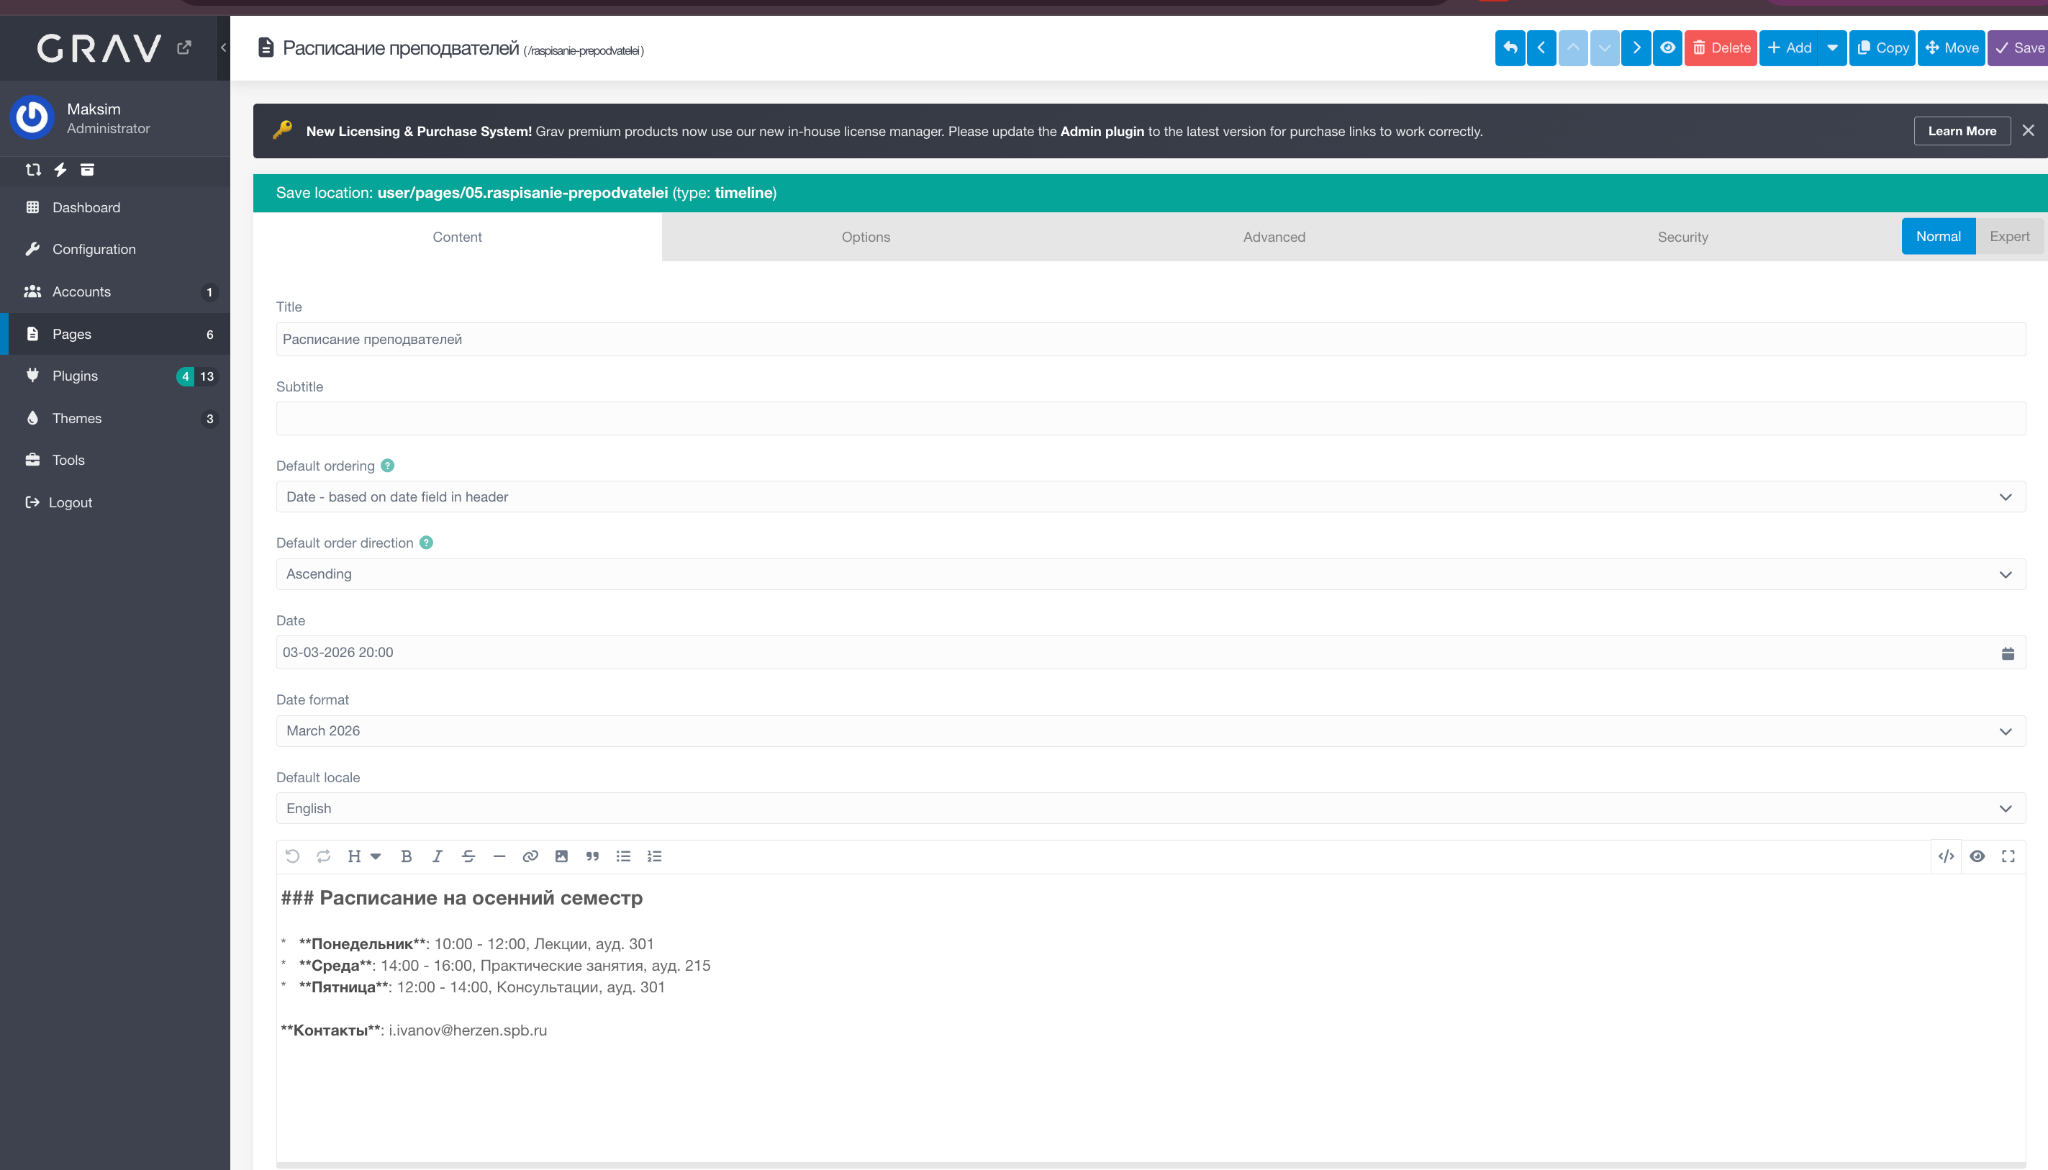 GRAV
Maksim
Administrator
Dashboard
Configuration
Accounts 1
Pages 6
Plugins 4 13
Themes 3
Tools
Logout
Расписание преподвателей (/raspisanie-prepodvatelei)
Delete
Add
Copy
Move
Save
New Licensing & Purchase System! Grav premium products now use our new in-house license manager. Please update the Admin plugin to the latest version for purchase links to work correctly.
Learn More
Save location: user/pages/05.raspisanie-prepodvatelei (type: timeline)
Content
Options
Advanced
Security
Normal
Expert
Title
Расписание преподвателей
Subtitle
Default ordering ?
Date - based on date field in header
Default order direction ?
Ascending
Date
03-03-2026 20:00
Date format
March 2026
Default locale
English
H B I S
### Расписание на осенний семестр
* **Понедельник**: 10:00 - 12:00, Лекции, ауд. 301
* **Среда**: 14:00 - 16:00, Практические занятия, ауд. 215
* **Пятница**: 12:00 - 14:00, Консультации, ауд. 301
**Контакты**: i.ivanov@herzen.spb.ru